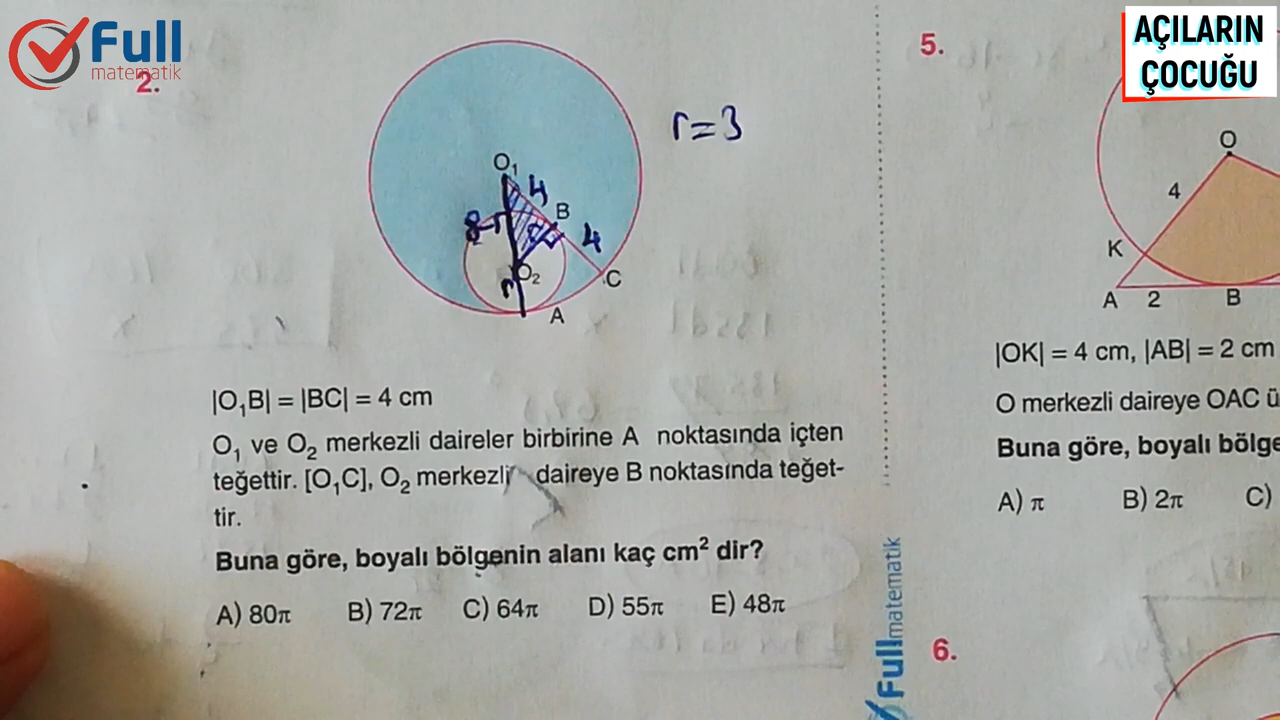 Full
matematik
AÇILARIN
ÇOCUĞU
2.
r=3
O1
4
B
8-r
r
4
O2
r
C
A
|O1B| = |BC| = 4 cm
O1 ve O2 merkezli daireler birbirine A noktasında içten
teğettir. [O1C], O2 merkezli daireye B noktasında teğet-
tir.
Buna göre, boyalı bölgenin alanı kaç cm² dir?
A) 80π B) 72π C) 64π D) 55π E) 48π
Full matematik
5.
O
4
K
A 2 B
|OK| = 4 cm, |AB| = 2 cm
O merkezli daireye OAC ü
Buna göre, boyalı bölge
A) π B) 2π C)
6.